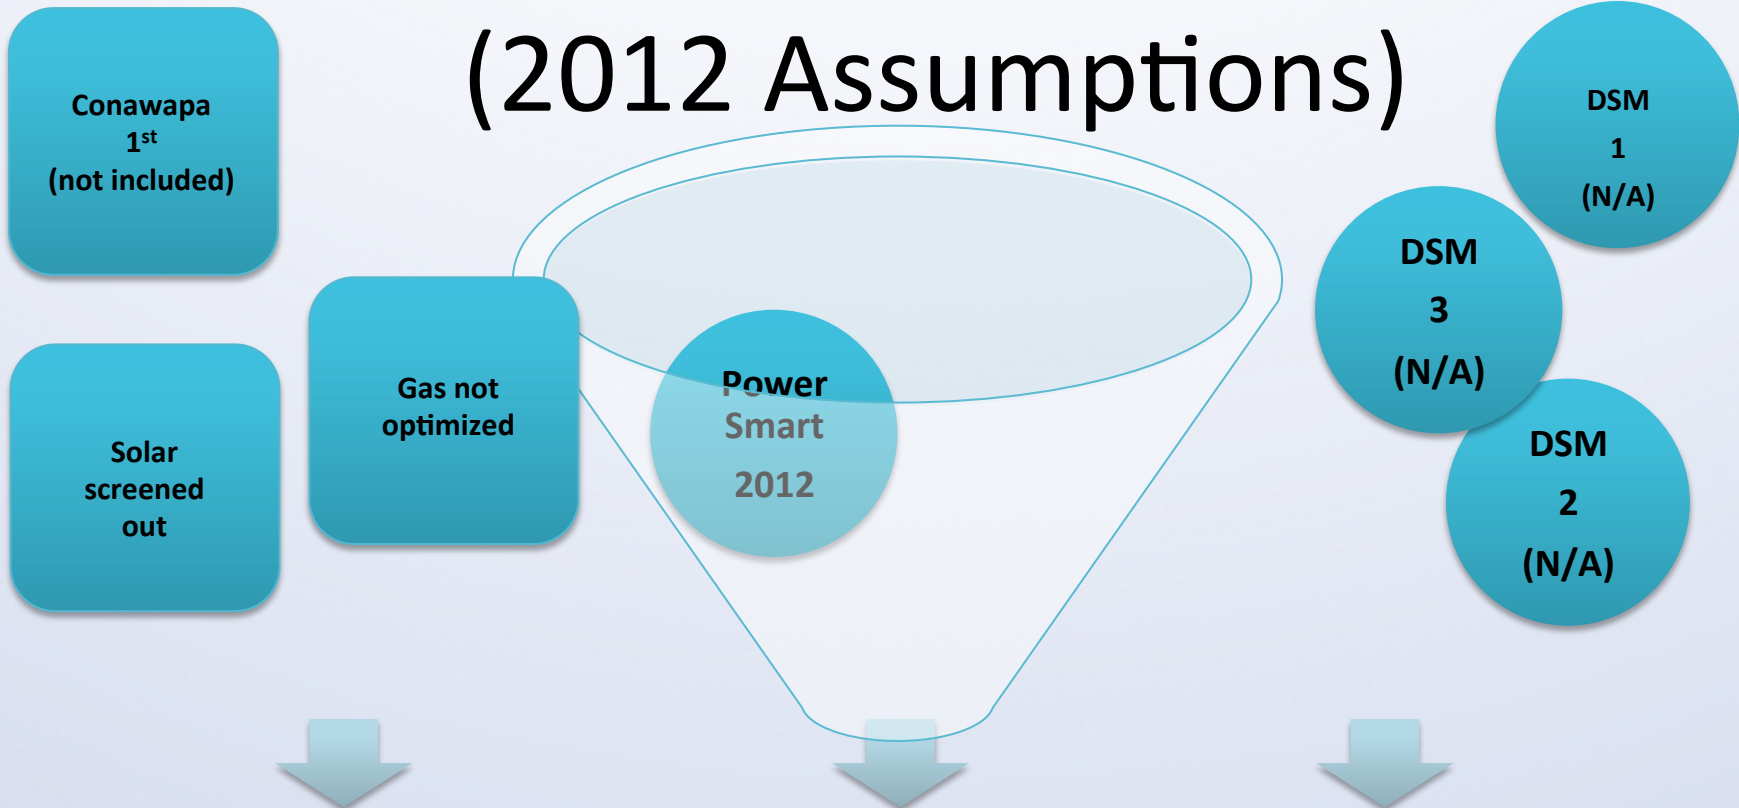 (2012 Assumptions)
Conawapa
1st
(not included)
Solar
screened
out
Gas not
optimized
Power
Smart
2012
DSM
1
(N/A)
DSM
3
(N/A)
DSM
2
(N/A)